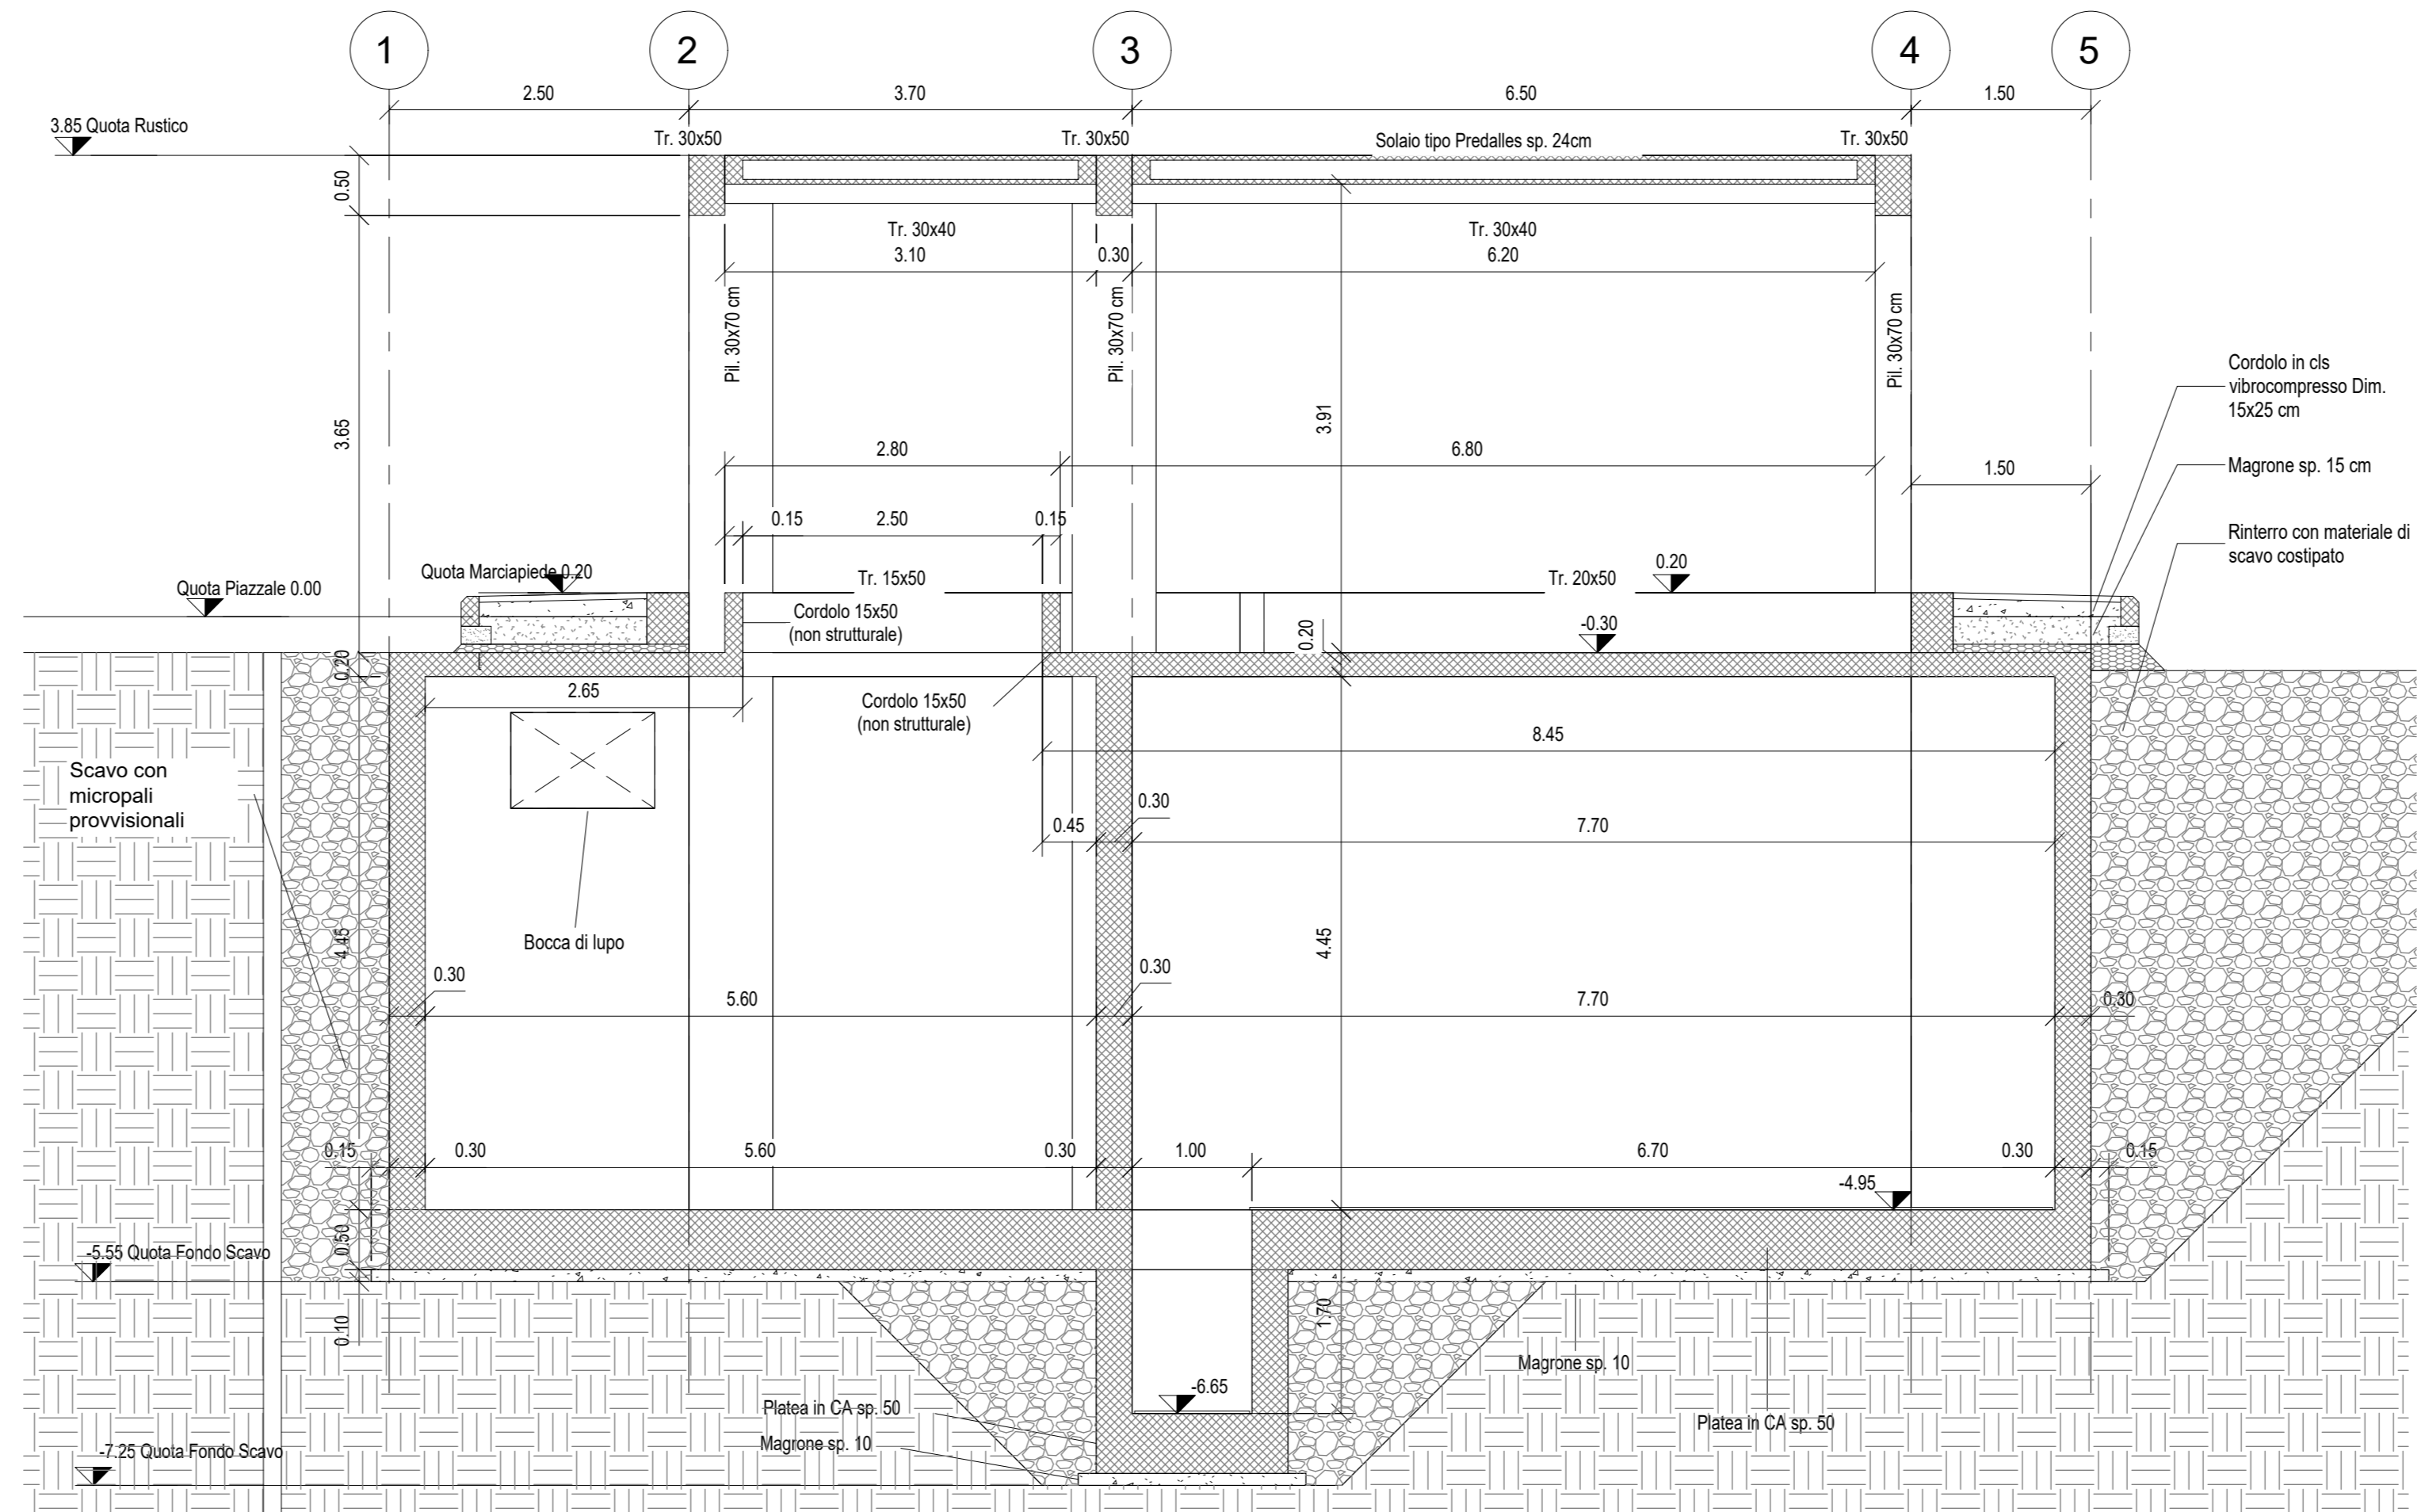 1
2
3
4
5
2.50
3.70
6.50
1.50
3.85 Quota Rustico
Tr. 30x50
Tr. 30x50
Solaio tipo Predalles sp. 24cm
Tr. 30x50
0.50
Tr. 30x40
Tr. 30x40
3.10
0.30
6.20
Pil. 30x70 cm
Pil. 30x70 cm
Pil. 30x70 cm
Cordolo in cls
vibrocompresso Dim.
15x25 cm
3.65
3.91
2.80
6.80
1.50
Magrone sp. 15 cm
0.15
2.50
0.15
Rinterro con materiale di
scavo costipato
Quota Marciapiede 0.20
Quota Piazzale 0.00
Tr. 15x50
Tr. 20x50
0.20
Cordolo 15x50
(non strutturale)
-0.30
0.20
0.20
2.65
Cordolo 15x50
(non strutturale)
8.45
Scavo con
micropali
provvisionali
0.30
0.45
7.70
4.45
4.45
Bocca di lupo
0.30
0.30
5.60
7.70
0.30
0.15
0.30
5.60
0.30
1.00
6.70
0.30
0.15
-4.95
0.50
-5.55 Quota Fondo Scavo
0.10
1.70
Magrone sp. 10
-6.65
Platea in CA sp. 50
Platea in CA sp. 50
Magrone sp. 10
-7.25 Quota Fondo Scavo